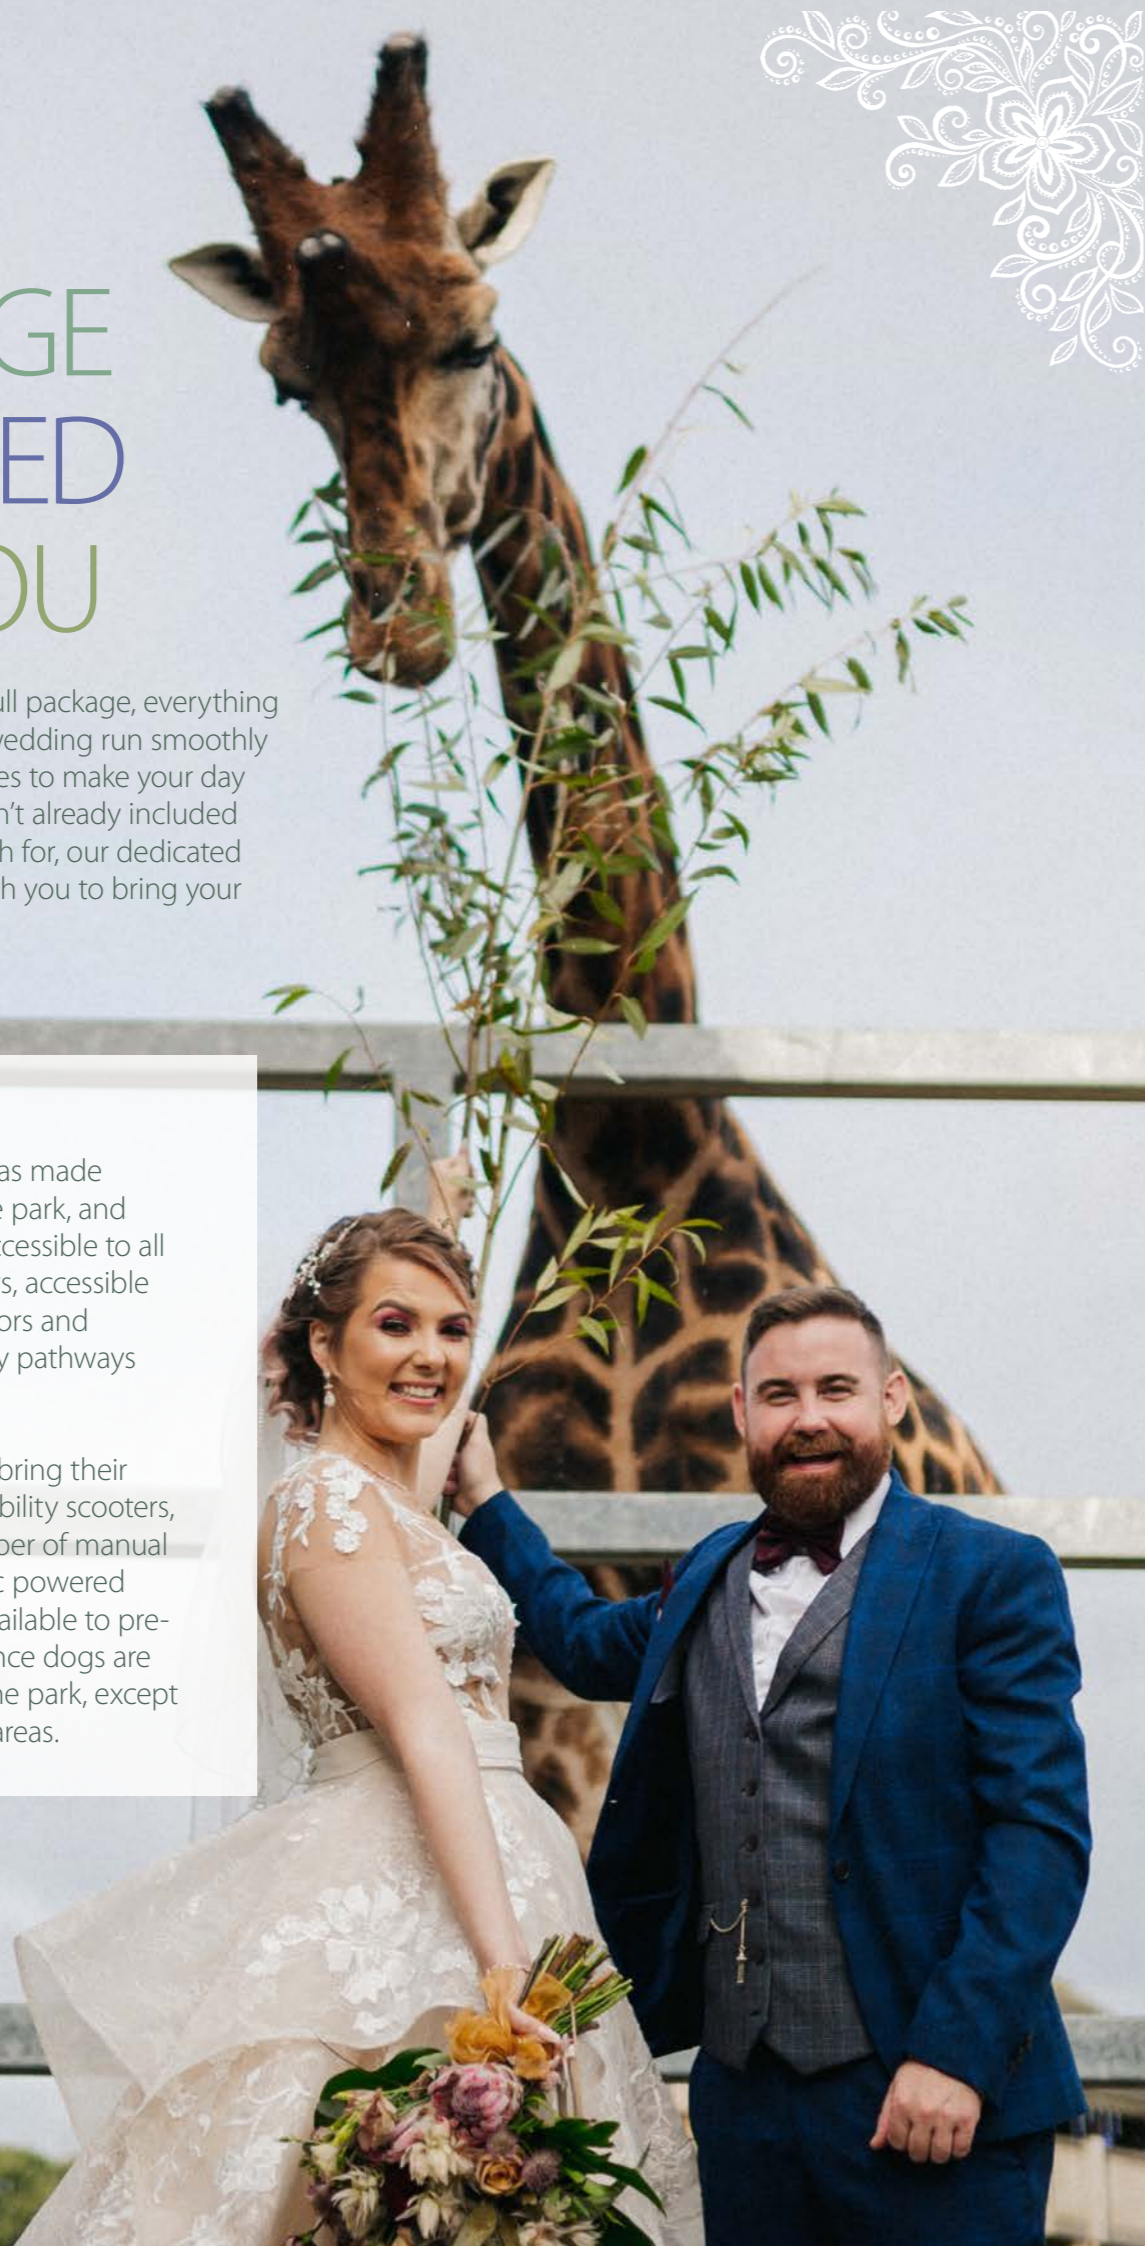 GE
ED
OU
ull package, everything
wedding run smoothly
es to make your day
n't already included
h for, our dedicated
h you to bring your
as made
e park, and
ccessible to all
s, accessible
ors and
y pathways
bring their
bility scooters,
ber of manual
c powered
ailable to pre-
nce dogs are
he park, except
areas.